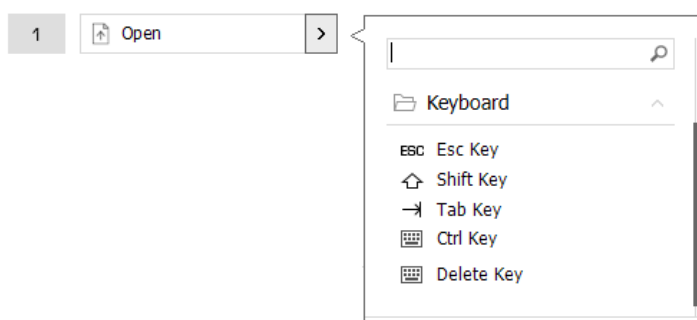 1 Open >
Keyboard
ESC Esc Key
Shift Key
Tab Key
Ctrl Key
Delete Key